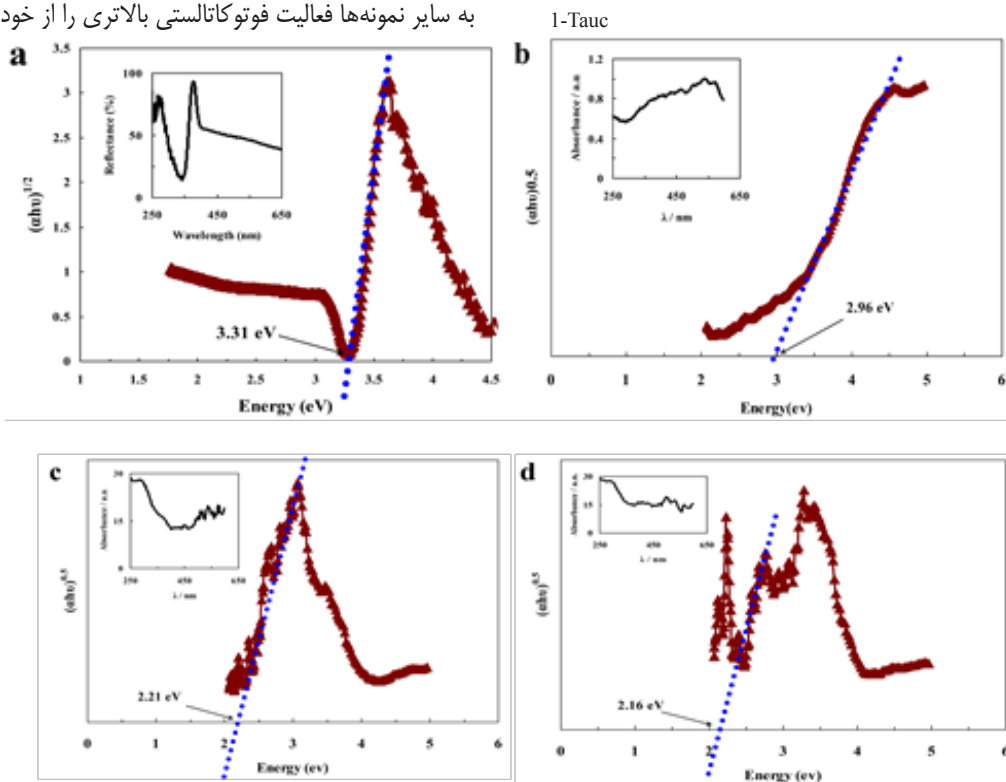 به سایر نمونه‌ها فعالیت فوتوکاتالستی بالاتری را از خود
1-Tauc
a
3.5
3
2.5
2
1.5
1
0.5
0
(αhυ)1/2
100
50
0
Reflectance (%)
250 450 650
Wavelength (nm)
3.31 eV
1 1.5 2 2.5 3 3.5 4 4.5
Energy (eV)
b
(αhυ)0.5
1.2
0.8
0.4
0
Absorbance / a.u
250 450 650
λ / nm
2.96 eV
0 1 2 3 4 5 6
Energy(ev)
c
(αhυ)0.5
30
15
0
Absorbance / a.u.
250 450 650
λ / nm
2.21 eV
0 1 2 3 4 5 6
Energy (ev)
d
(αhυ)0.5
30
15
0
Absorbance / a.u.
250 450 650
λ / nm
2.16 eV
0 1 2 3 4 5 6
Energy (ev)